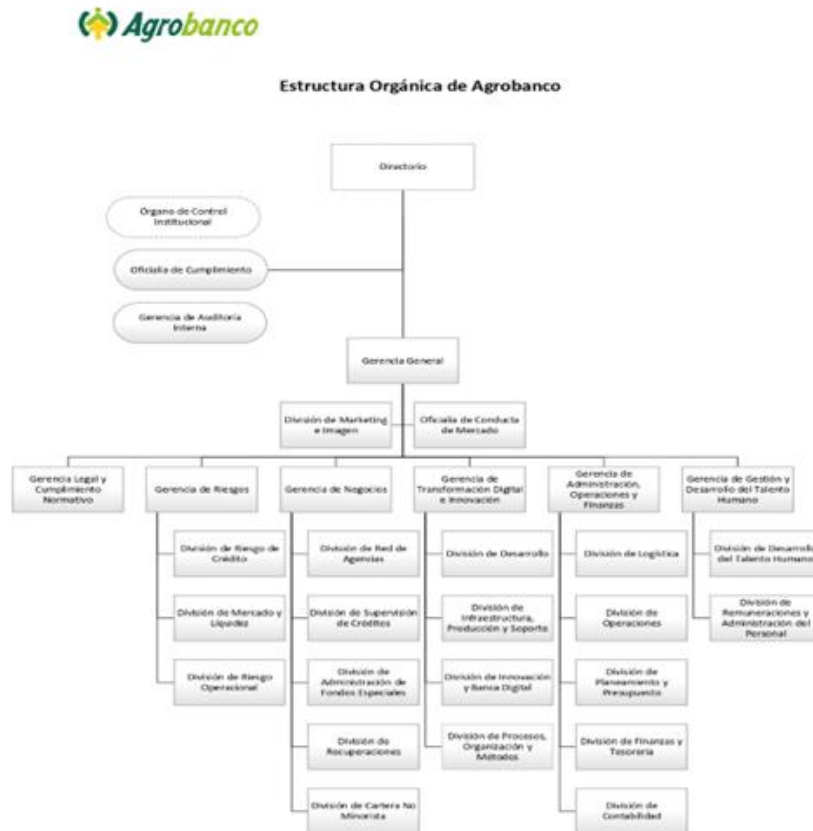 Agrobanco
Estructura Orgánica de Agrobanco
Directorio
Órgano de Control
Institucional
Oficialía de Cumplimiento
Gerencia de Auditoría
Interna
Gerencia General
División de Marketing
e Imagen
Oficialía de Conducta
de Mercado
Gerencia Legal y
Cumplimiento
Normativo
Gerencia de Riesgos
Gerencia de Negocios
Gerencia de
Transformación Digital
e Innovación
Gerencia de
Administración,
Operaciones y
Finanzas
Gerencia de Gestión y
Desarrollo del Talento
Humano
División de Riesgo de
Crédito
División de Red de
Agencias
División de Desarrollo
División de Logística
División de Desarrollo
del Talento Humano
División de Mercado y
Liquidez
División de Supervisión
de Créditos
División de
Infraestructura,
Producción y Soporte
División de
Operaciones
División de
Remuneraciones y
Administración del
Personal
División de Riesgo
Operacional
División de
Administración de
Fondos Especiales
División de Innovación
y Banca Digital
División de
Planeamiento y
Presupuesto
División de
Recuperaciones
División de Procesos,
Organización y
Métodos
División de Finanzas y
Tesorería
División de Cartera No
Minorista
División de
Contabilidad